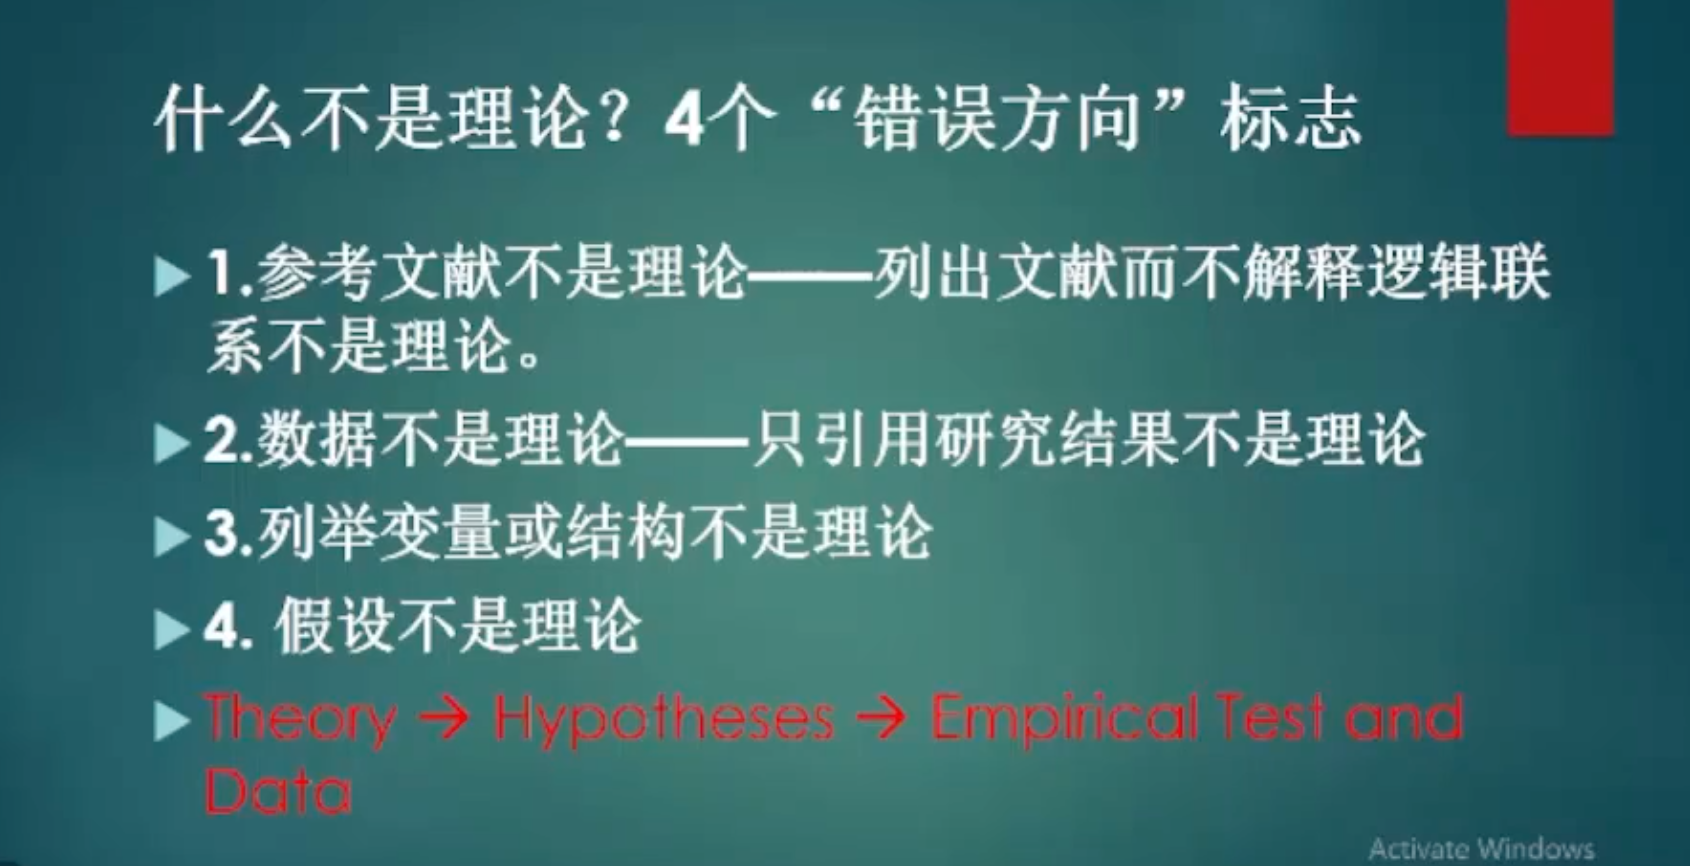 什么不是理论？4个“错误方向”标志
1.参考文献不是理论——列出文献而不解释逻辑联
系不是理论。
2.数据不是理论——只引用研究结果不是理论
3.列举变量或结构不是理论
4. 假设不是理论
Theory → Hypotheses → Empirical Test and
Data
Activate Windows